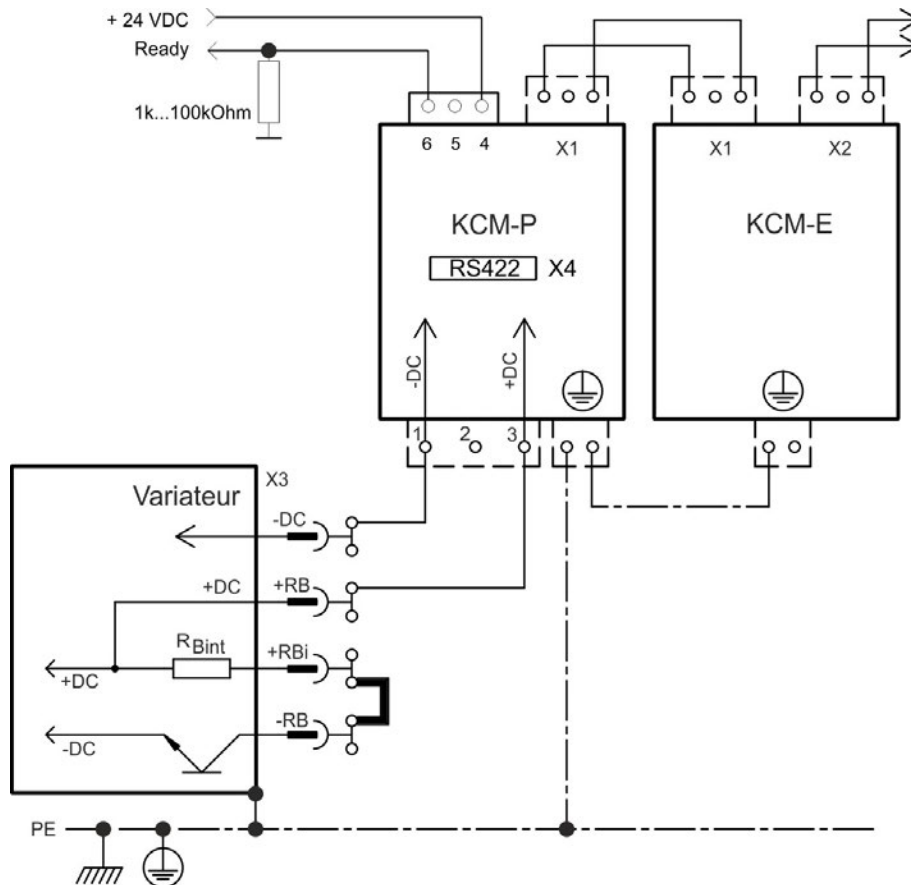 + 24 VDC
Ready
1k...100kOhm
6 5 4
X1
X1
X2
KCM-P
KCM-E
RS422 X4
-DC
+DC
1 2 3
X3
Variateur
-DC
+DC
+RB
RBint
+RBi
+DC
-RB
-DC
PE